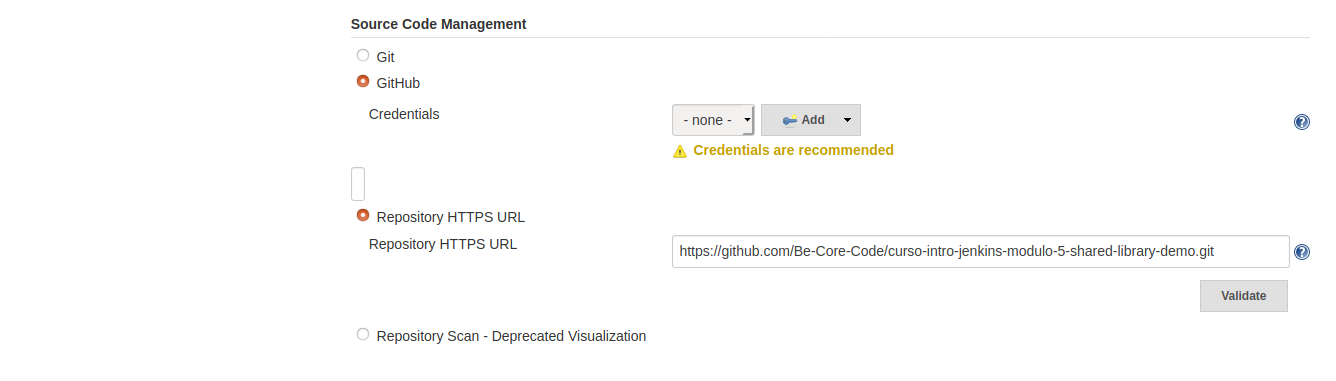 Source Code Management
Git
GitHub
Credentials
- none -
Add
Credentials are recommended
Repository HTTPS URL
Repository HTTPS URL
https://github.com/Be-Core-Code/curso-intro-jenkins-modulo-5-shared-library-demo.git
Validate
Repository Scan - Deprecated Visualization